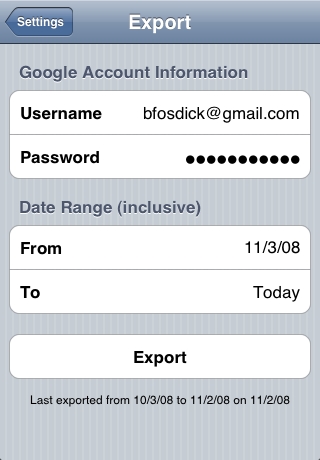 Settings
Export
Google Account Information
Username bfosdick@gmail.com
Password ●●●●●●●●●●●
Date Range (inclusive)
From 11/3/08
To Today
Export
Last exported from 10/3/08 to 11/2/08 on 11/2/08